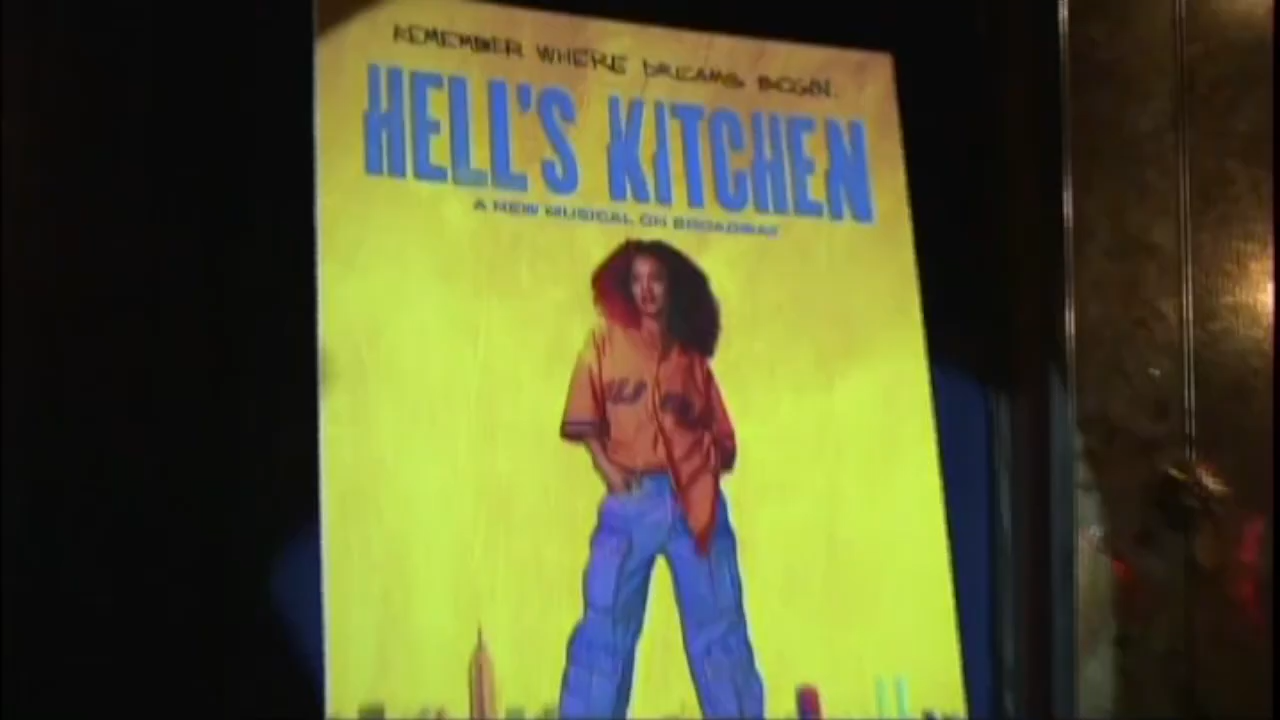 REMEMBER WHERE DREAMS BEGIN.
HELL'S KITCHEN
A NEW MUSICAL ON BROADWAY